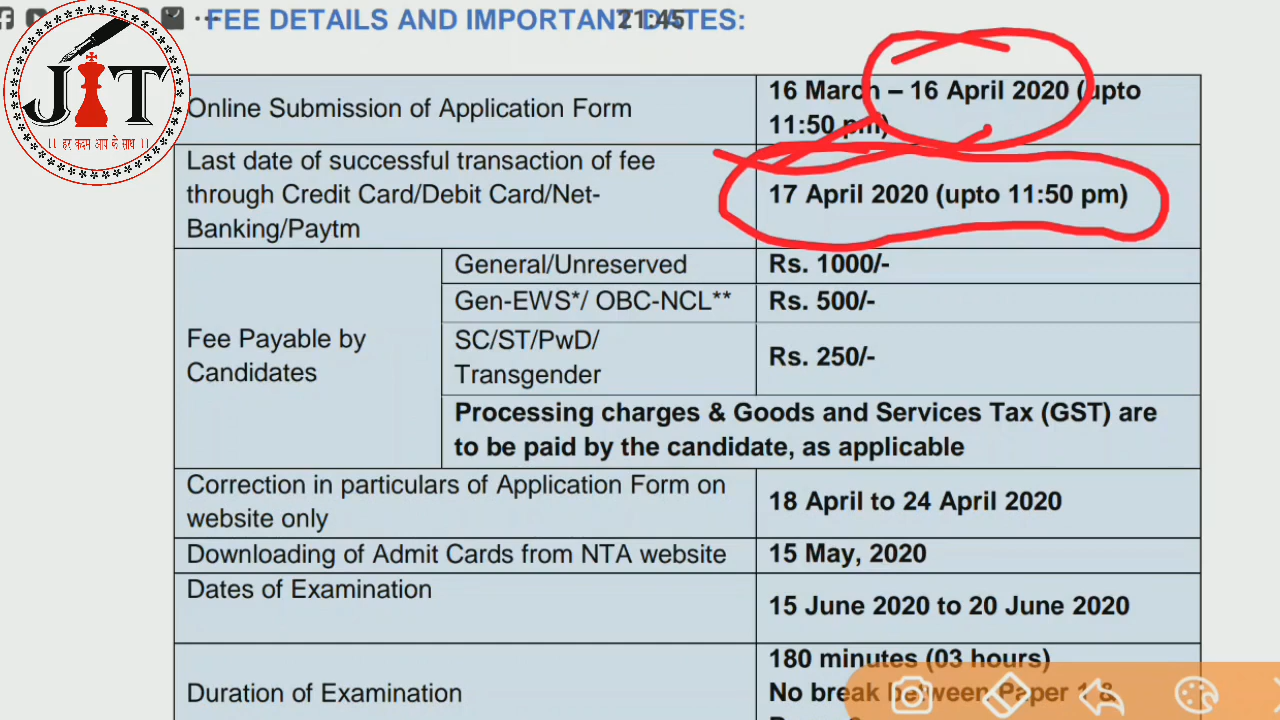 FEE DETAILS AND IMPORTANT DATES:
21:45
JIT
।। हर कदम आप के साथ ।।
Online Submission of Application Form
16 March – 16 April 2020 (upto
11:50 pm)
Last date of successful transaction of fee
through Credit Card/Debit Card/Net-
Banking/Paytm
17 April 2020 (upto 11:50 pm)
Fee Payable by
Candidates
General/Unreserved
Rs. 1000/-
Gen-EWS*/ OBC-NCL**
Rs. 500/-
SC/ST/PwD/
Transgender
Rs. 250/-
Processing charges & Goods and Services Tax (GST) are
to be paid by the candidate, as applicable
Correction in particulars of Application Form on
website only
18 April to 24 April 2020
Downloading of Admit Cards from NTA website
15 May, 2020
Dates of Examination
15 June 2020 to 20 June 2020
Duration of Examination
180 minutes (03 hours)
No break between Paper 1 &